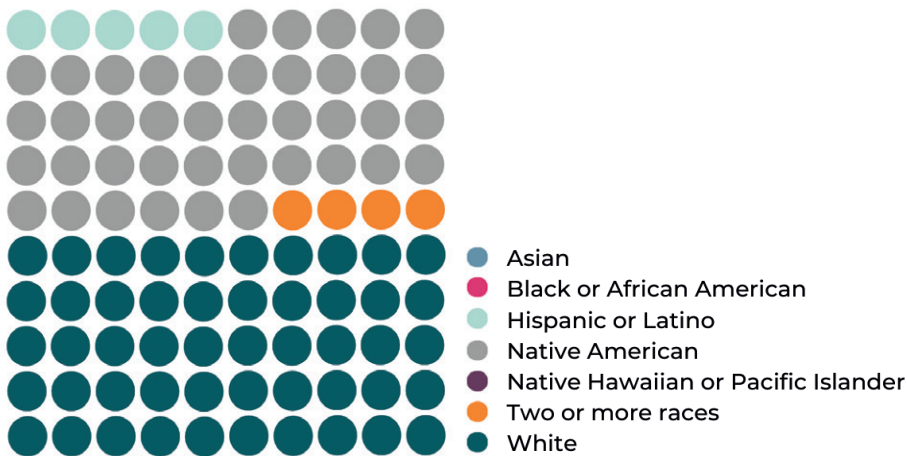 Asian
Black or African American
Hispanic or Latino
Native American
Native Hawaiian or Pacific Islander
Two or more races
White